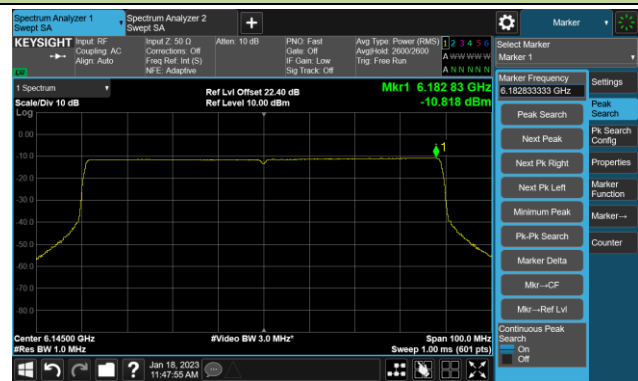 Spectrum Analyzer 1
Swept SA
Spectrum Analyzer 2
Swept SA
+
Marker
KEYSIGHT
Input: RF
Coupling: AC
Align: Auto
Input Z: 50 Ω
Corrections: Off
Freq Ref: Int (S)
NFE: Adaptive
Atten: 10 dB
PNO: Fast
Gate: Off
IF Gain: Low
Sig Track: Off
Avg Type: Power (RMS)
Avg|Hold: 2600/2600
Trig: Free Run
1 2 3 4 5 6
A W W W W W
A N N N N N
LV
Select Marker
Marker 1
1 Spectrum
Scale/Div 10 dB
Log
Ref Lvl Offset 22.40 dB
Ref Level 10.00 dBm
Mkr1 6.182 83 GHz
-10.818 dBm
0.00
-10.0
-20.0
-30.0
-40.0
-50.0
-60.0
-70.0
-80.0
1
Center 6.14500 GHz
#Res BW 1.0 MHz
#Video BW 3.0 MHz*
Span 100.0 MHz
Sweep 1.00 ms (601 pts)
Marker Frequency
6.182833333 GHz
Peak Search
Next Peak
Next Pk Right
Next Pk Left
Minimum Peak
Pk-Pk Search
Marker Delta
Mkr→CF
Mkr→Ref Lvl
Continuous Peak
Search
On
Off
Settings
Peak
Search
Pk Search
Config
Properties
Marker
Function
Marker→
Counter
?
Jan 18, 2023
11:47:55 AM